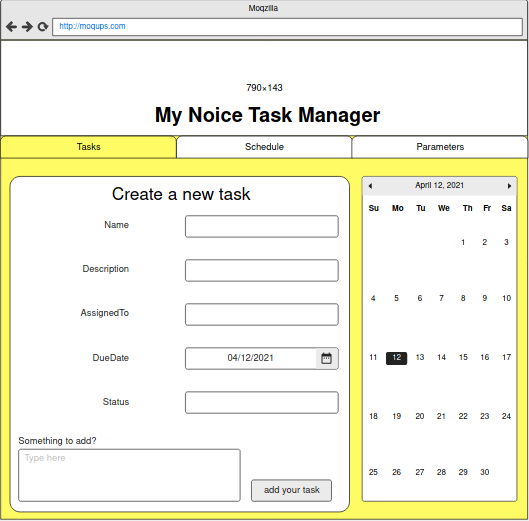 Moqzilla
http://moqups.com
790×143
My Noice Task Manager
Tasks Schedule Parameters
Create a new task
Name
Description
AssignedTo
DueDate 04/12/2021
Status
Something to add?
Type here
add your task
April 12, 2021
Su Mo Tu We Th Fr Sa
1 2 3
4 5 6 7 8 9 10
11 12 13 14 15 16 17
18 19 20 21 22 23 24
25 26 27 28 29 30